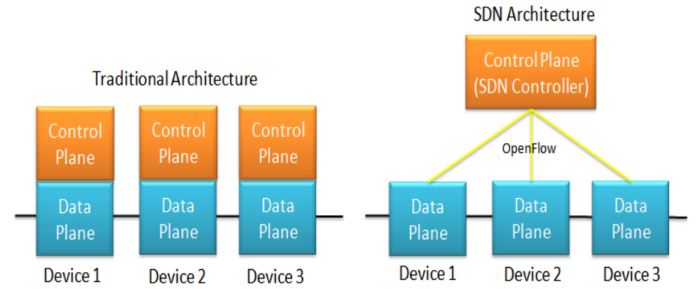 Traditional Architecture
Control
Plane
Control
Plane
Control
Plane
Data
Plane
Data
Plane
Data
Plane
Device 1
Device 2
Device 3
SDN Architecture
Control Plane
(SDN Controller)
OpenFlow
Data
Plane
Data
Plane
Data
Plane
Device 1
Device 2
Device 3